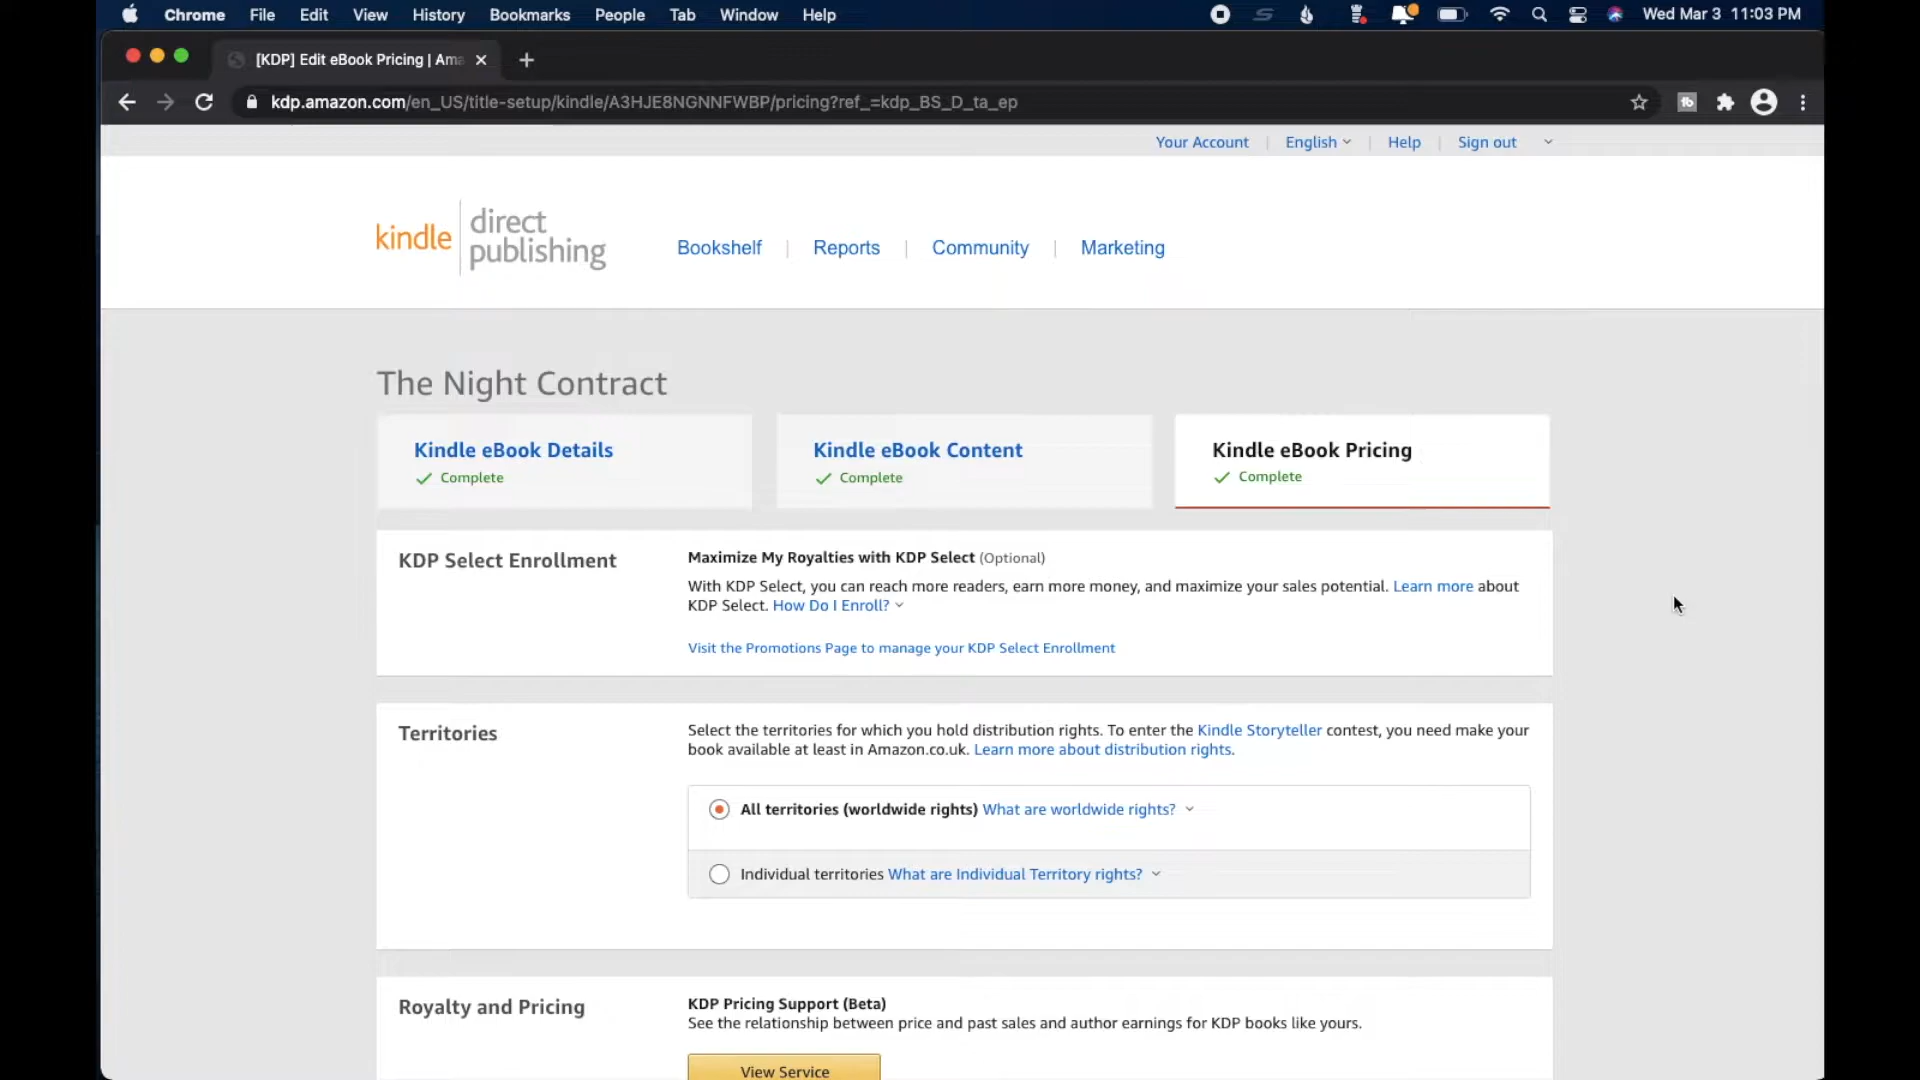 Chrome File Edit View History Bookmarks People Tab Window Help Wed Mar 3 11:03 PM
[KDP] Edit eBook Pricing | Ama
kdp.amazon.com/en_US/title-setup/kindle/A3HJE8NGNNFWBP/pricing?ref_=kdp_BS_D_ta_ep
Your Account | English | Help | Sign out
kindle direct publishing
Bookshelf | Reports | Community | Marketing
The Night Contract
Kindle eBook Details
Complete
Kindle eBook Content
Complete
Kindle eBook Pricing
Complete
KDP Select Enrollment
Maximize My Royalties with KDP Select (Optional)
With KDP Select, you can reach more readers, earn more money, and maximize your sales potential. Learn more about
KDP Select. How Do I Enroll?
Visit the Promotions Page to manage your KDP Select Enrollment
Territories
Select the territories for which you hold distribution rights. To enter the Kindle Storyteller contest, you need make your
book available at least in Amazon.co.uk. Learn more about distribution rights.
All territories (worldwide rights) What are worldwide rights?
Individual territories What are Individual Territory rights?
Royalty and Pricing
KDP Pricing Support (Beta)
See the relationship between price and past sales and author earnings for KDP books like yours.
View Service